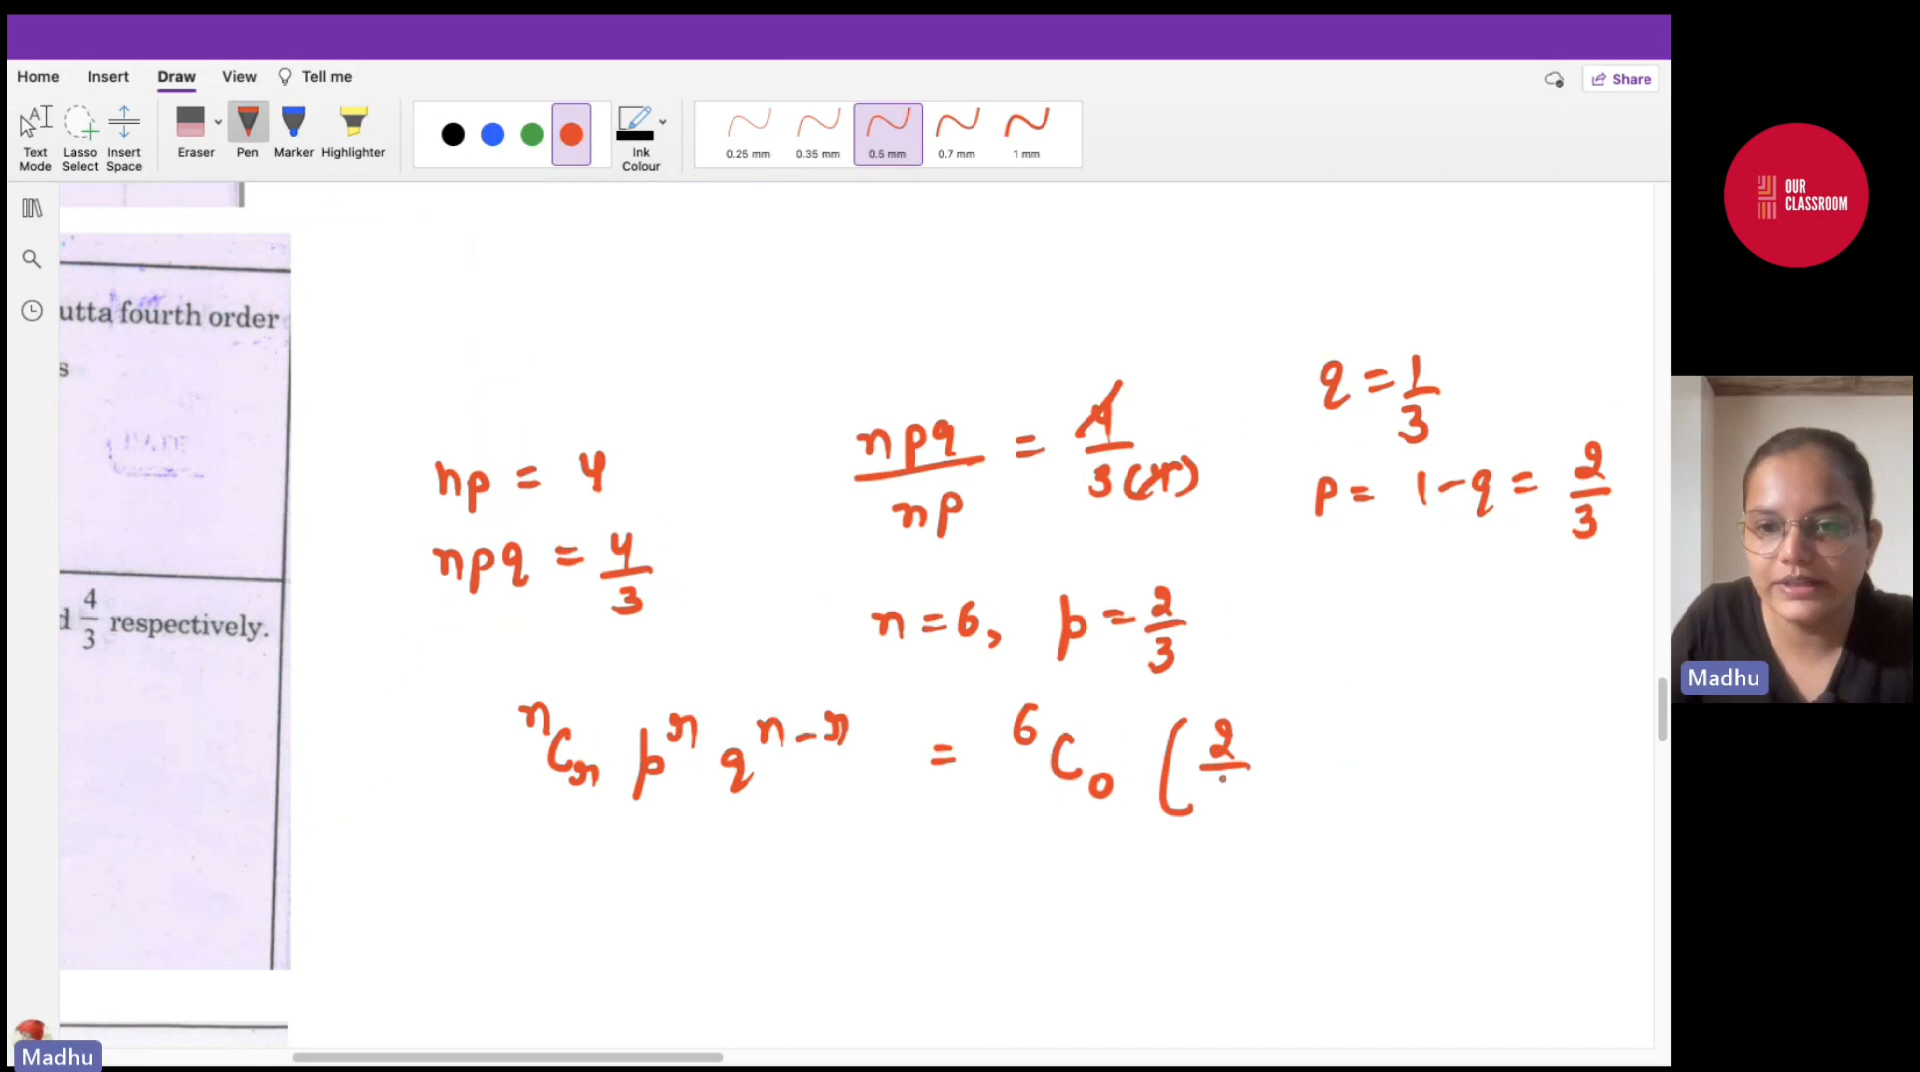 Home Insert Draw View Tell me
Share
Text Mode
Lasso Select
Insert Space
Eraser
Pen
Marker
Highlighter
Ink Colour
0.25 mm
0.35 mm
0.5 mm
0.7 mm
1 mm
OUR CLASSROOM
utta fourth order
s
d 4/3 respectively.
np = 4
npq = 4/3
npq/np = 4/3(4)
q = 1/3
p = 1-q = 2/3
n = 6, p = 2/3
ⁿCᵣ pʳ qⁿ⁻ʳ = ⁶C₀ (2/
Madhu
Madhu